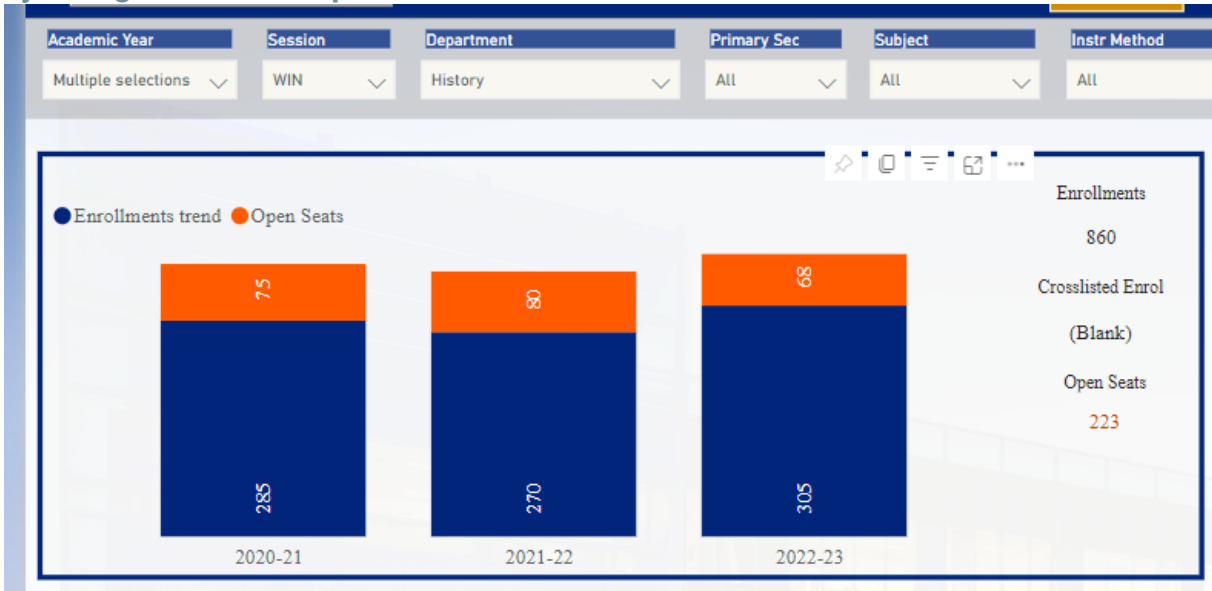 Academic Year Session Department Primary Sec Subject Instr Method
Multiple selections WIN History All All All
Enrollments trend Open Seats
Enrollments
860
Crosslisted Enrol
(Blank)
Open Seats
223
75
80
68
285
270
305
2020-21 2021-22 2022-23